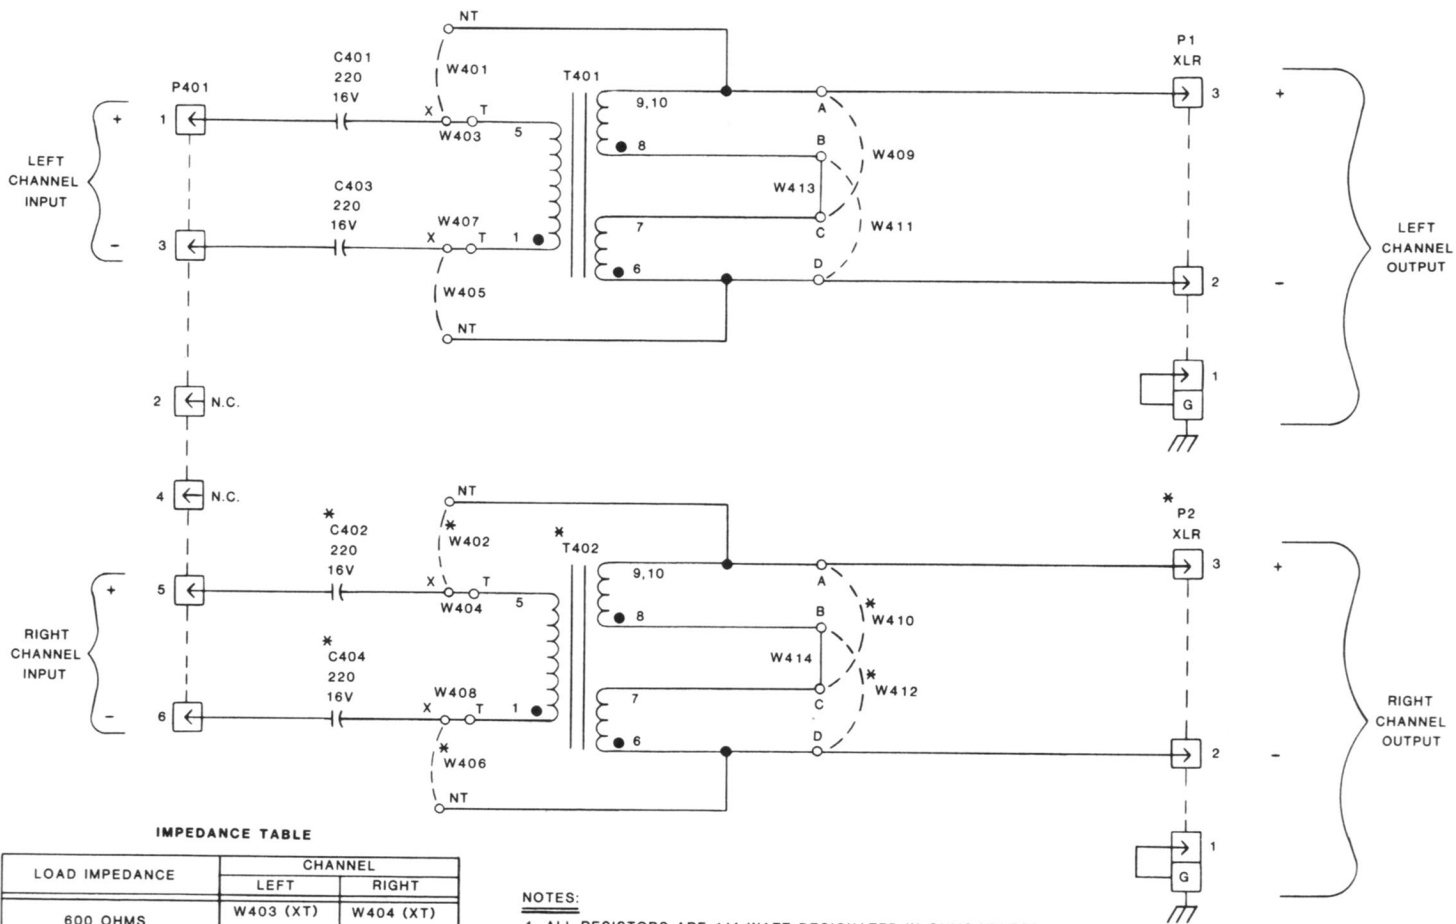 NT
P1
XLR
C401
220
16V
W401
T401
P401
X
T
W403
5
9,10
8
A
B
W409
3
+
+
1
LEFT
CHANNEL
INPUT
C403
220
16V
W407
X
T
1
7
6
W413
C
W411
D
LEFT
CHANNEL
OUTPUT
-
3
W405
NT
2
-
1
G
2
N.C.
4
N.C.
NT
*
P2
XLR
*
C402
220
16V
*
W402
*
T402
X
T
W404
5
9,10
8
A
B
*
W410
3
+
+
5
RIGHT
CHANNEL
INPUT
*
C404
220
16V
W408
X
T
1
7
6
W414
C
*
W412
D
RIGHT
CHANNEL
OUTPUT
-
6
*
W406
NT
2
-
1
G
IMPEDANCE TABLE
LOAD IMPEDANCE
CHANNEL
LEFT
RIGHT
600 OHMS
W403 (XT)
W404 (XT)
NOTES: